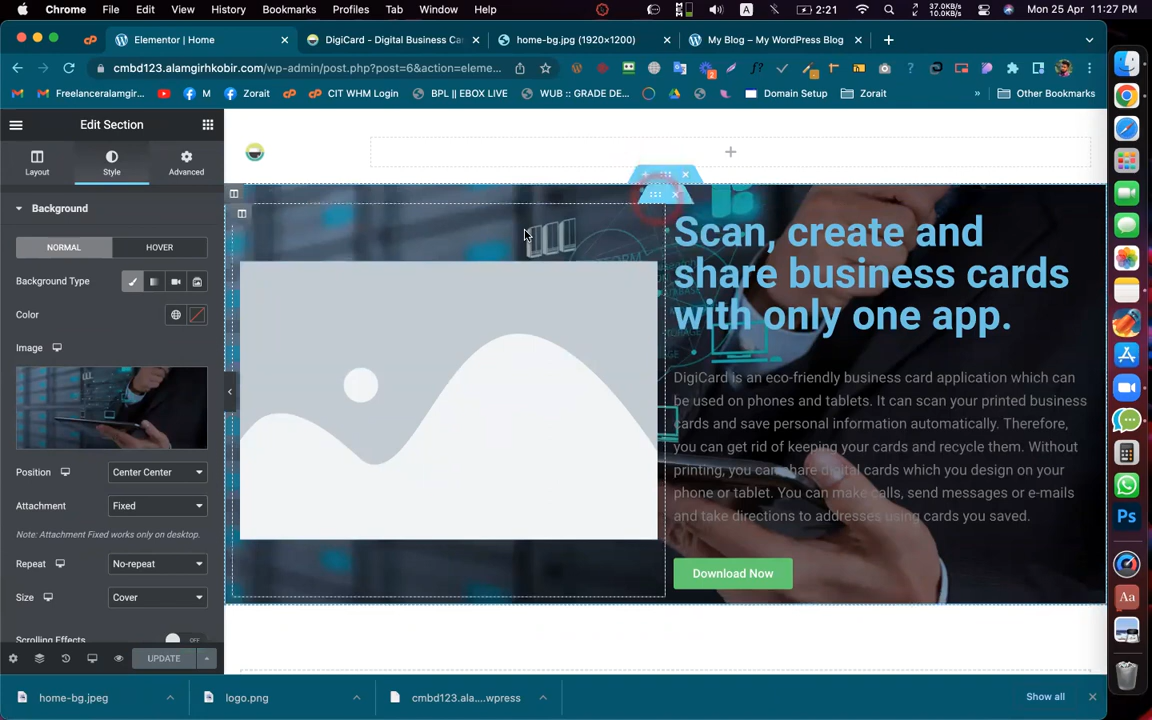 Chrome File Edit View History Bookmarks Profiles Tab Window Help 2:21 A 37.0KB/s 10.0KB/s Mon 25 Apr 11:27 PM
Elementor | Home DigiCard - Digital Business Ca home-bg.jpg (1920×1200) My Blog – My WordPress Blog
cmbd123.alamgirhkobir.com/wp-admin/post.php?post=6&action=eleme...
Freelanceralamgir... M Zorait CIT WHM Login BPL || EBOX LIVE WUB :: GRADE DE... Domain Setup Zorait » Other Bookmarks
Edit Section
Layout Style Advanced
Background
NORMAL HOVER
Background Type
Color
Image
Position Center Center
Attachment Fixed
Note: Attachment Fixed works only on desktop.
Repeat No-repeat
Size Cover
Scrolling Effects OFF
UPDATE
Scan, create and
share business cards
with only one app.
DigiCard is an eco-friendly business card application which can
be used on phones and tablets. It can scan your printed business
cards and save personal information automatically. Therefore,
you can get rid of keeping your cards and recycle them. Without
printing, you can share digital cards which you design on your
phone or tablet. You can make calls, send messages or e-mails
and take directions to addresses using cards you saved.
Download Now
home-bg.jpeg logo.png cmbd123.ala....wpress Show all